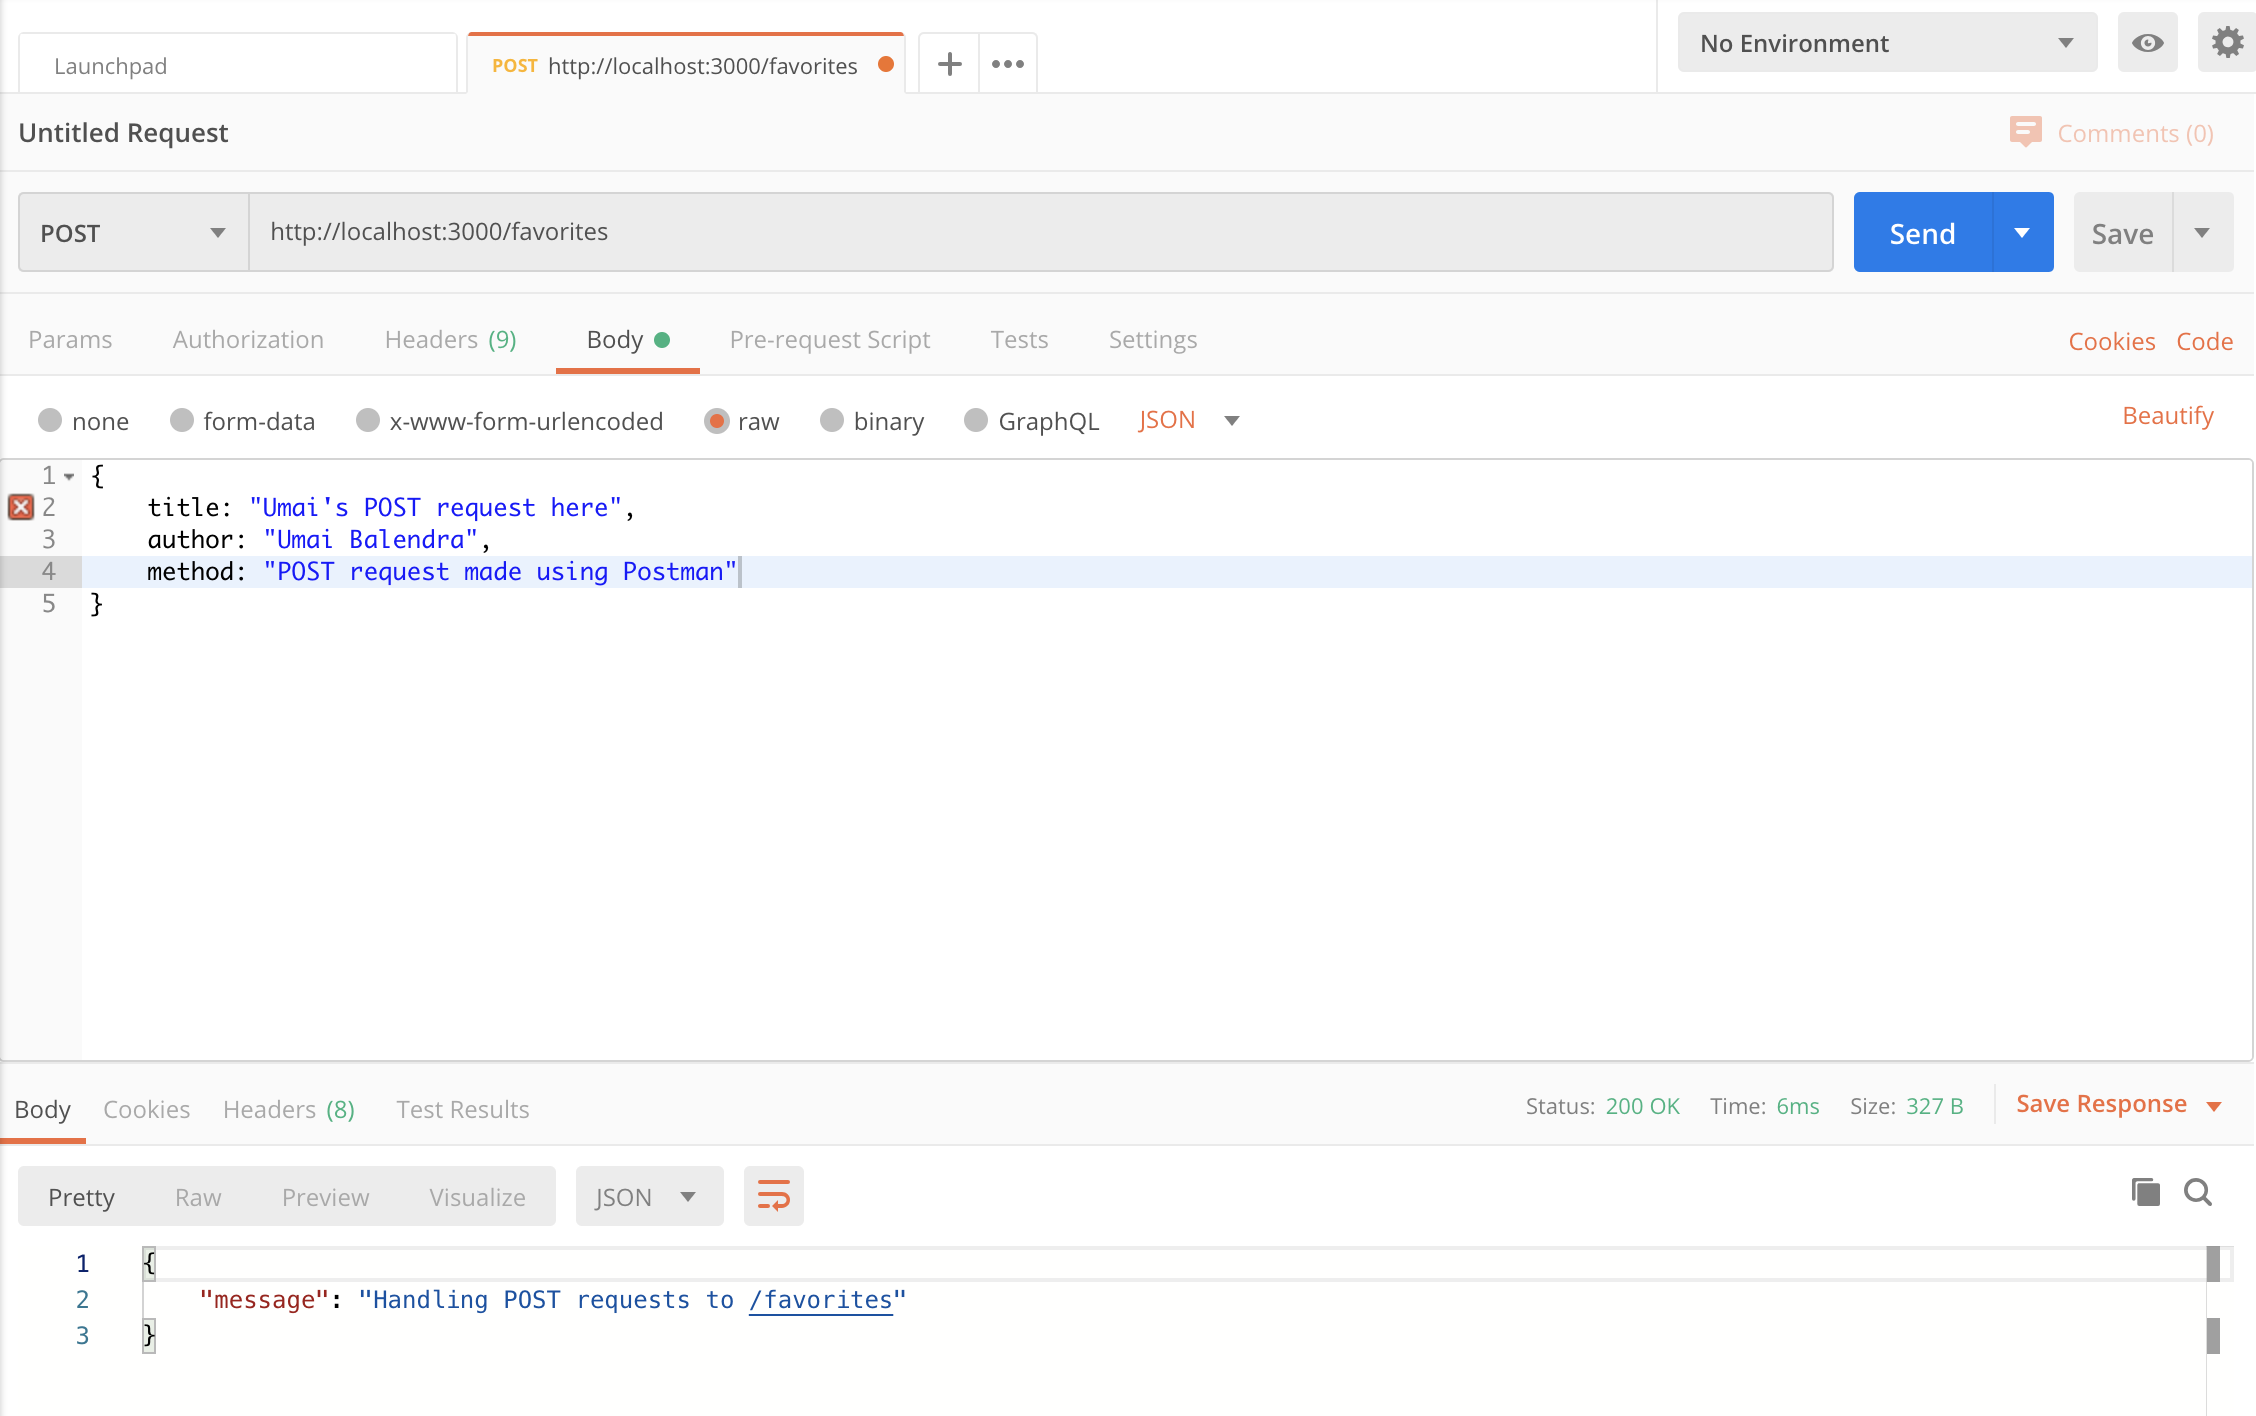 Launchpad
POST http://localhost:3000/favorites
No Environment
Untitled Request
Comments (0)
POST
http://localhost:3000/favorites
Send
Save
Params Authorization Headers (9) Body Pre-request Script Tests Settings Cookies Code
none form-data x-www-form-urlencoded raw binary GraphQL JSON Beautify
1 {
2 title: "Umai's POST request here",
3 author: "Umai Balendra",
4 method: "POST request made using Postman"
5 }
Body Cookies Headers (8) Test Results Status: 200 OK Time: 6ms Size: 327 B Save Response
Pretty Raw Preview Visualize JSON
1 {
2 "message": "Handling POST requests to /favorites"
3 }